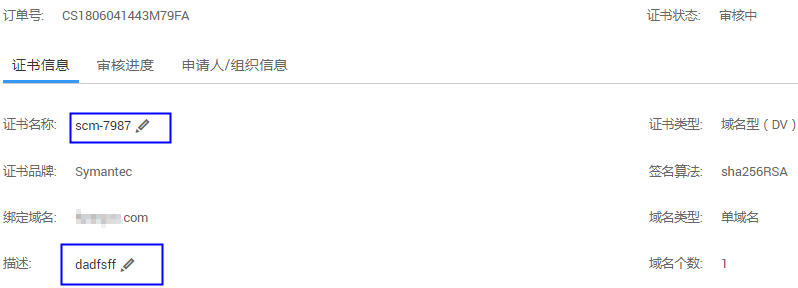 订单号: CS1806041443M79FA 证书状态: 审核中
证书信息 审核进度 申请人/组织信息
证书名称: scm-7987 证书类型: 域名型 ( DV )
证书品牌: Symantec 签名算法: sha256RSA
绑定域名: .com 域名类型: 单域名
描述: dadfsff 域名个数: 1